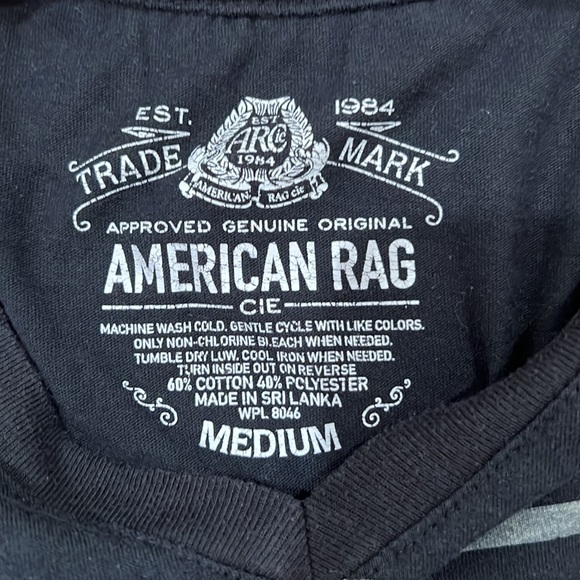 EST. 1984
TRADE MARK
EST
ARCie
1984
AMERICAN RAG cie
APPROVED GENUINE ORIGINAL
AMERICAN RAG
CIE
MACHINE WASH COLD. GENTLE CYCLE WITH LIKE COLORS.
ONLY NON-CHLORINE BLEACH WHEN NEEDED.
TUMBLE DRY LOW. COOL IRON WHEN NEEDED.
TURN INSIDE OUT ON REVERSE
60% COTTON 40% POLYESTER
MADE IN SRI LANKA
WPL 8046
MEDIUM